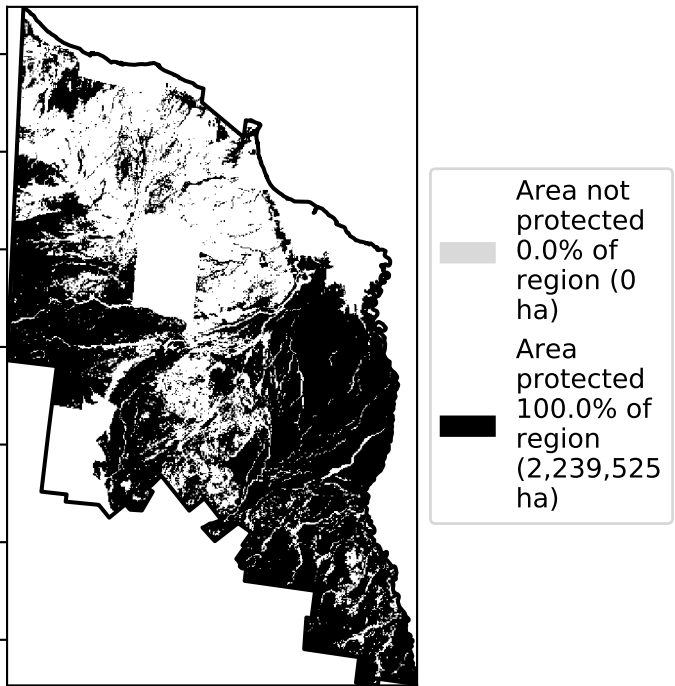 Area not
protected
0.0% of
region (0
ha)
Area
protected
100.0% of
region
(2,239,525
ha)